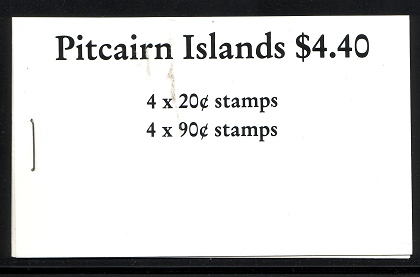 Pitcairn Islands $4.40
4 x 20¢ stamps
4 x 90¢ stamps